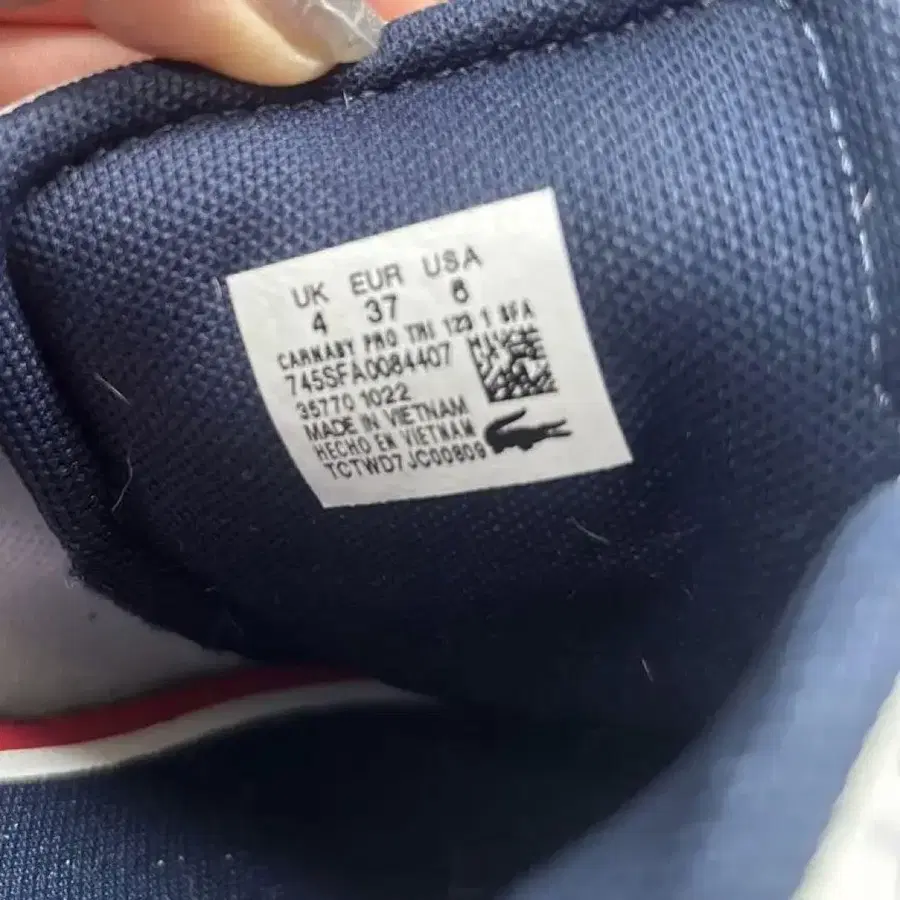 UK EUR USA
4 37 6
CARNABY PRO TRI 123 1 SFA
745SFA0084407
35770 1022
MADE IN VIETNAM
HECHO EN VIETNAM
TCTWD7JC00809